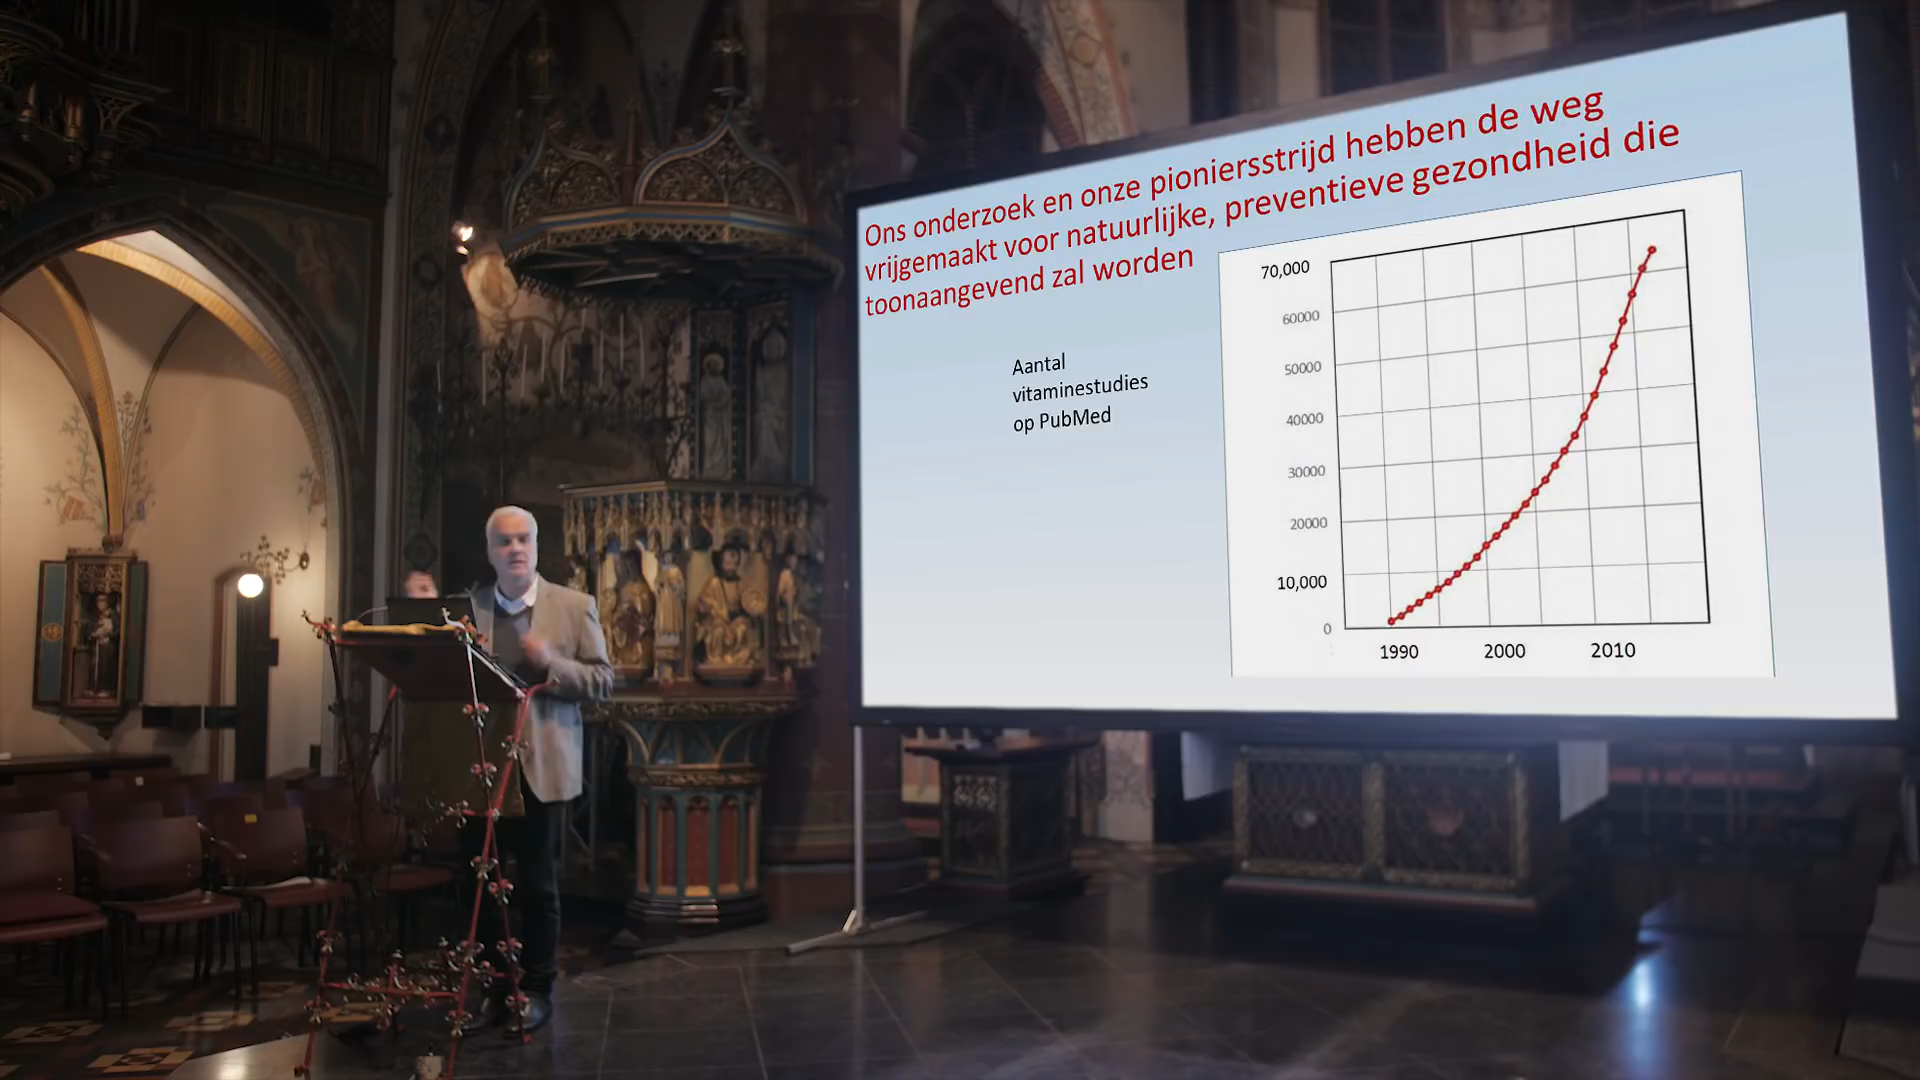 Ons onderzoek en onze pioniersstrijd hebben de weg
vrijgemaakt voor natuurlijke, preventieve gezondheid die
toonaangevend zal worden
Aantal
vitaminestudies
op PubMed
70,000
60000
50000
40000
30000
20000
10,000
0
1990 2000 2010